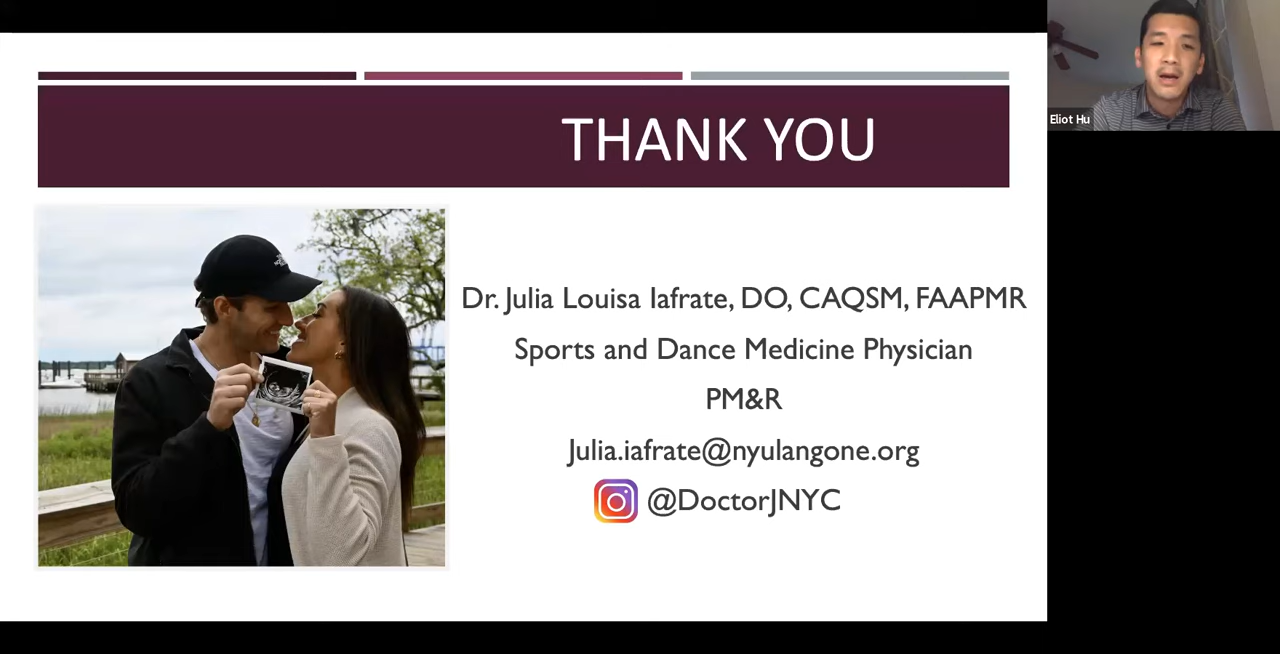 THANK YOU
Dr. Julia Louisa Iafrate, DO, CAQSM, FAAPMR
Sports and Dance Medicine Physician
PM&R
Julia.iafrate@nyulangone.org
@DoctorJNYC
Eliot Hu